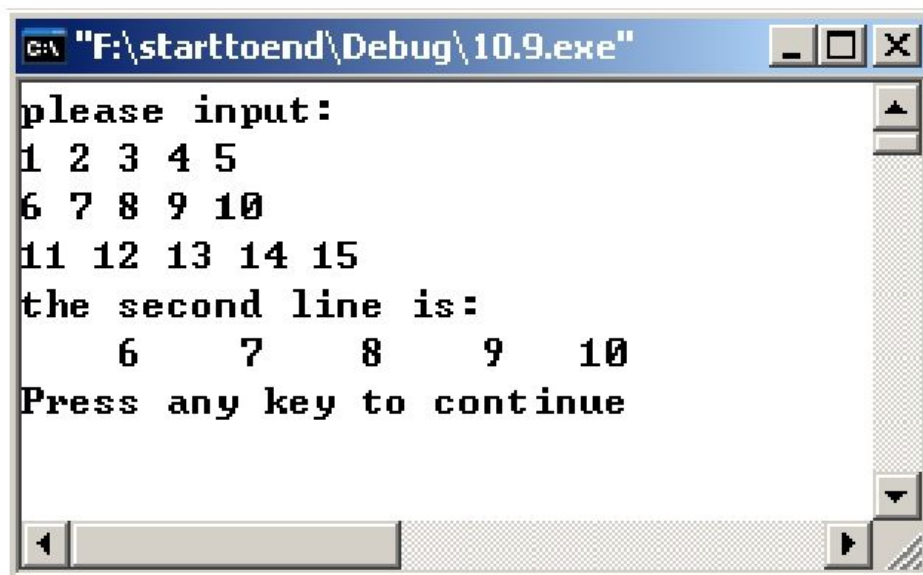 C:\ "F:\starttoend\Debug\10.9.exe"
please input:
1 2 3 4 5
6 7 8 9 10
11 12 13 14 15
the second line is:
    6    7    8    9   10
Press any key to continue